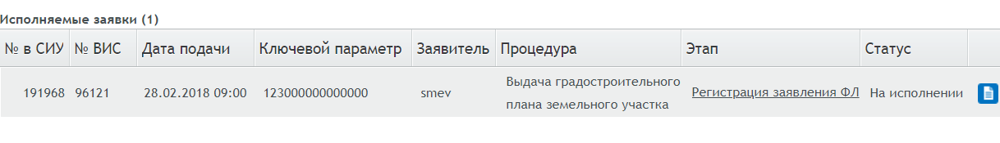 Исполняемые заявки (1)
№ в СИУ № ВИС Дата подачи Ключевой параметр Заявитель Процедура Этап Статус
191968 96121 28.02.2018 09:00 123000000000000 smev Выдача градостроительного плана земельного участка Регистрация заявления ФЛ На исполнении